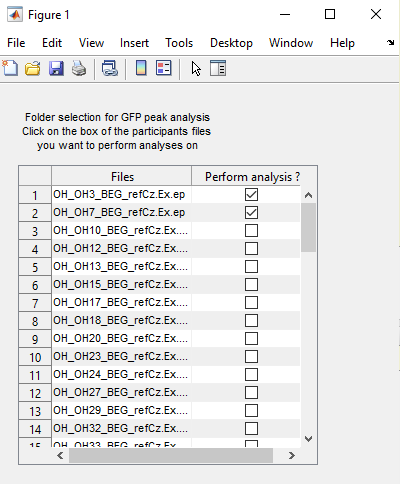 Figure 1
File Edit View Insert Tools Desktop Window Help
Folder selection for GFP peak analysis
Click on the box of the participants files
you want to perform analyses on
Files Perform analysis ?
1 OH_OH3_BEG_refCz.Ex.ep
2 OH_OH7_BEG_refCz.Ex.ep
3 OH_OH10_BEG_refCz.Ex....
4 OH_OH12_BEG_refCz.Ex....
5 OH_OH13_BEG_refCz.Ex....
6 OH_OH15_BEG_refCz.Ex....
7 OH_OH17_BEG_refCz.Ex....
8 OH_OH18_BEG_refCz.Ex....
9 OH_OH20_BEG_refCz.Ex....
10 OH_OH23_BEG_refCz.Ex....
11 OH_OH24_BEG_refCz.Ex....
12 OH_OH27_BEG_refCz.Ex....
13 OH_OH29_BEG_refCz.Ex....
14 OH_OH32_BEG_refCz.Ex....
15 OH_OH33_BEG_refCz.Ex....